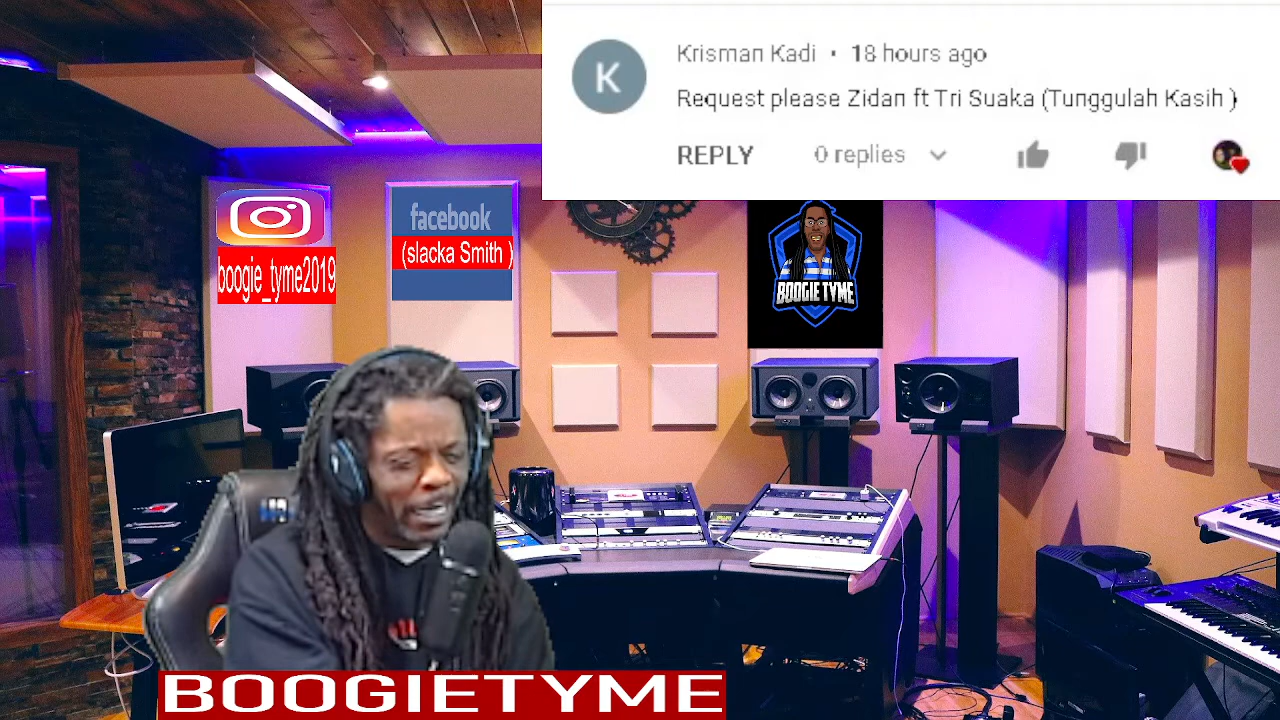 Krisman Kadi • 18 hours ago
K
Request please Zidan ft Tri Suaka (Tunggulah Kasih )
REPLY 0 replies
facebook
(slacka Smith )
boogie_tyme2019
BOOGIE TYME
BOOGIETYME